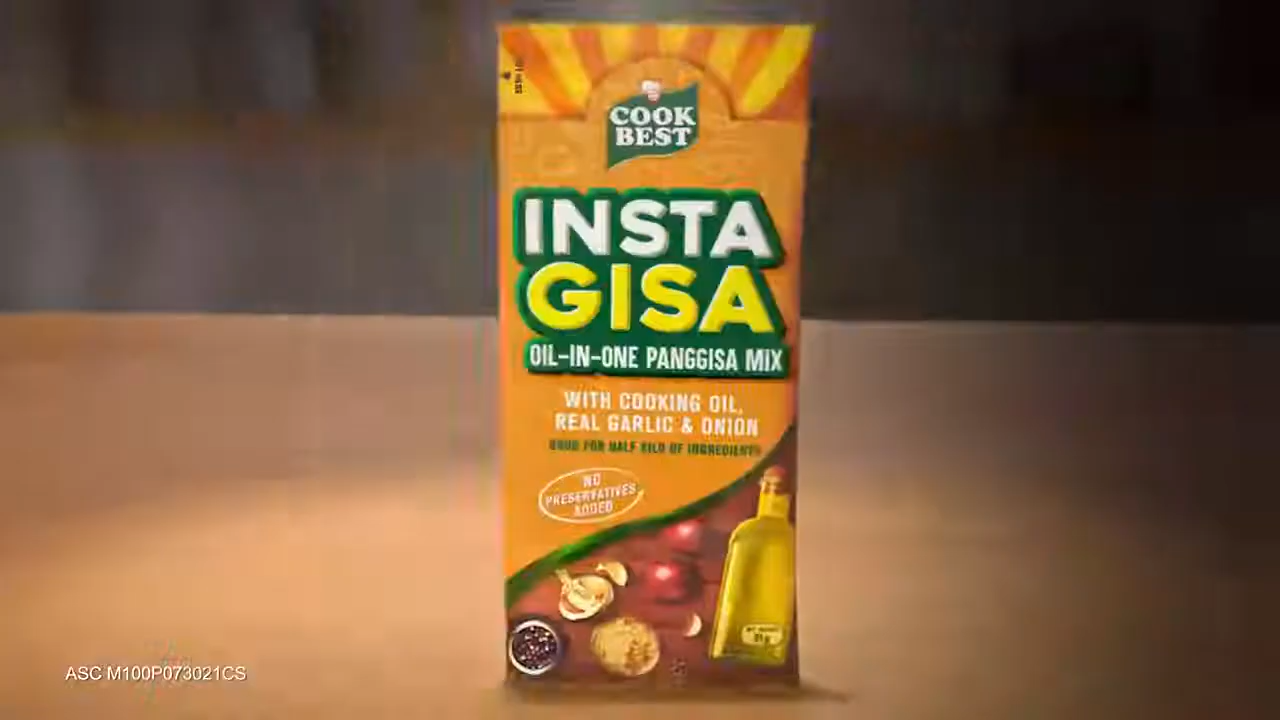 COOK
BEST
INSTA
GISA
OIL-IN-ONE PANGGISA MIX
WITH COOKING OIL,
REAL GARLIC & ONION
GOOD FOR HALF KILO OF INGREDIENTS
NO
PRESERVATIVES
ADDED
ASC M100P073021CS